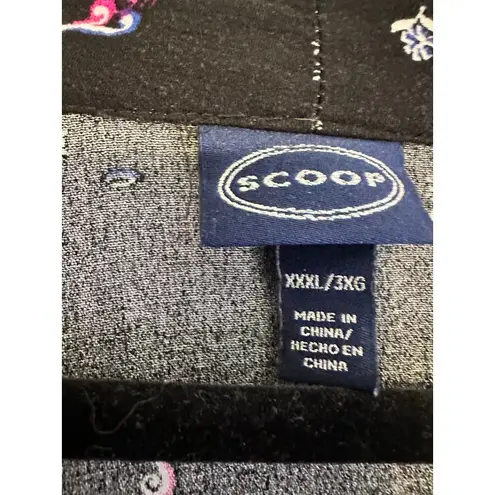 SCOOP
XXXL/3XG
MADE IN
CHINA/
HECHO EN
CHINA